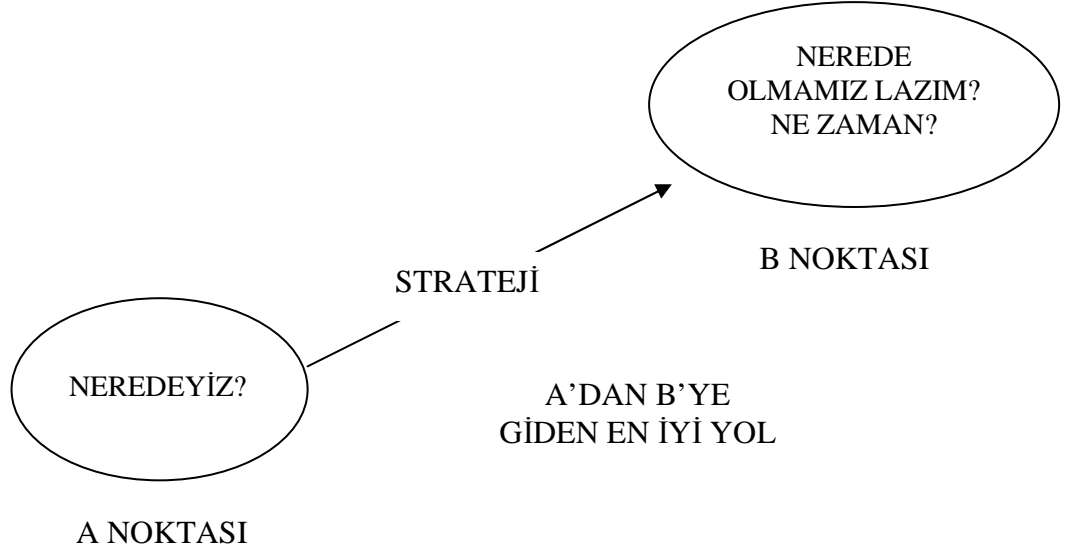 NEREDE
OLMAMIZ LAZIM?
NE ZAMAN?
B NOKTASI
STRATEJİ
NEREDEYİZ?
A’DAN B’YE
GİDEN EN İYİ YOL
A NOKTASI